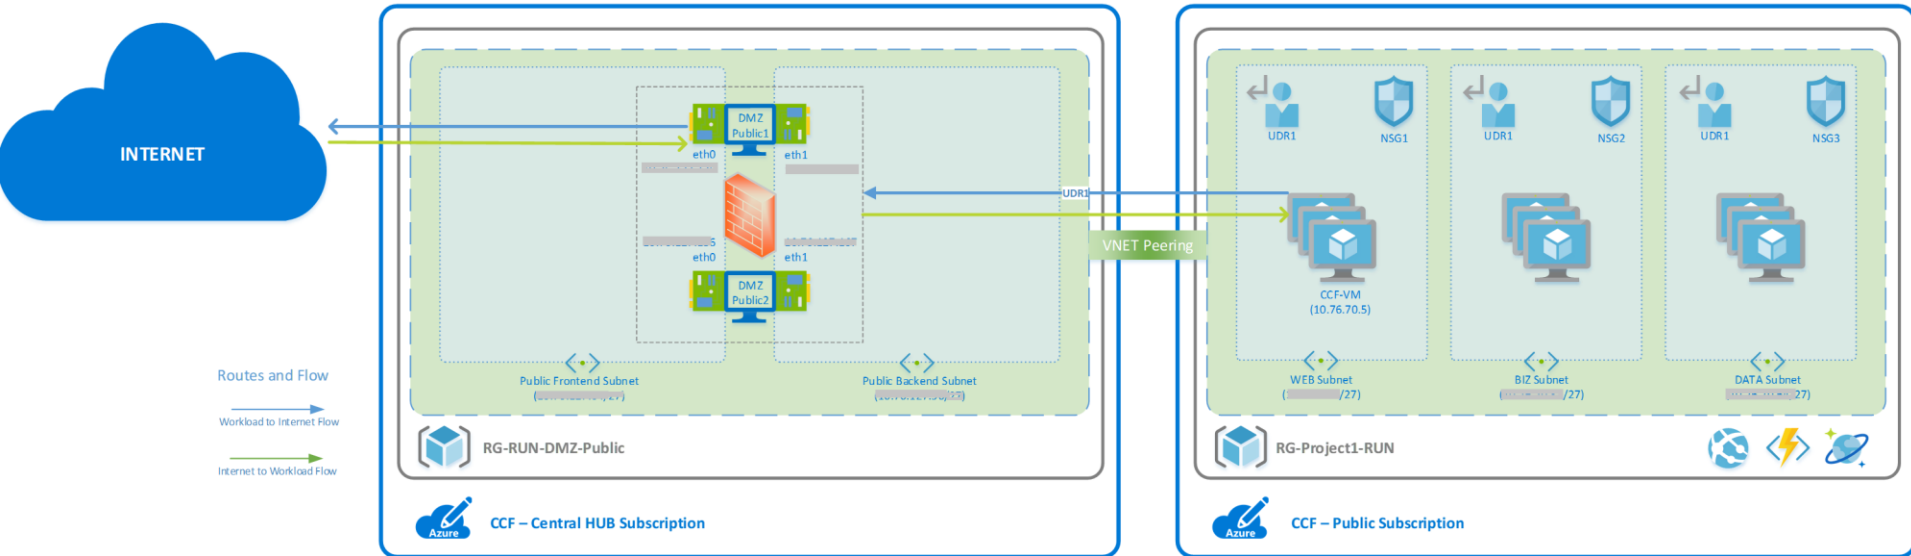 INTERNET
Routes and Flow
Workload to Internet Flow
Internet to Workload Flow
DMZ
Public1
eth0
eth1
eth0
eth1
DMZ
Public2
Public Frontend Subnet
Public Backend Subnet
RG-RUN-DMZ-Public
Azure
CCF – Central HUB Subscription
UDR1
VNET Peering
UDR1
NSG1
UDR1
NSG2
UDR1
NSG3
CCF-VM
(10.76.70.5)
WEB Subnet
/27)
BIZ Subnet
/27)
DATA Subnet
27)
RG-Project1-RUN
Azure
CCF – Public Subscription